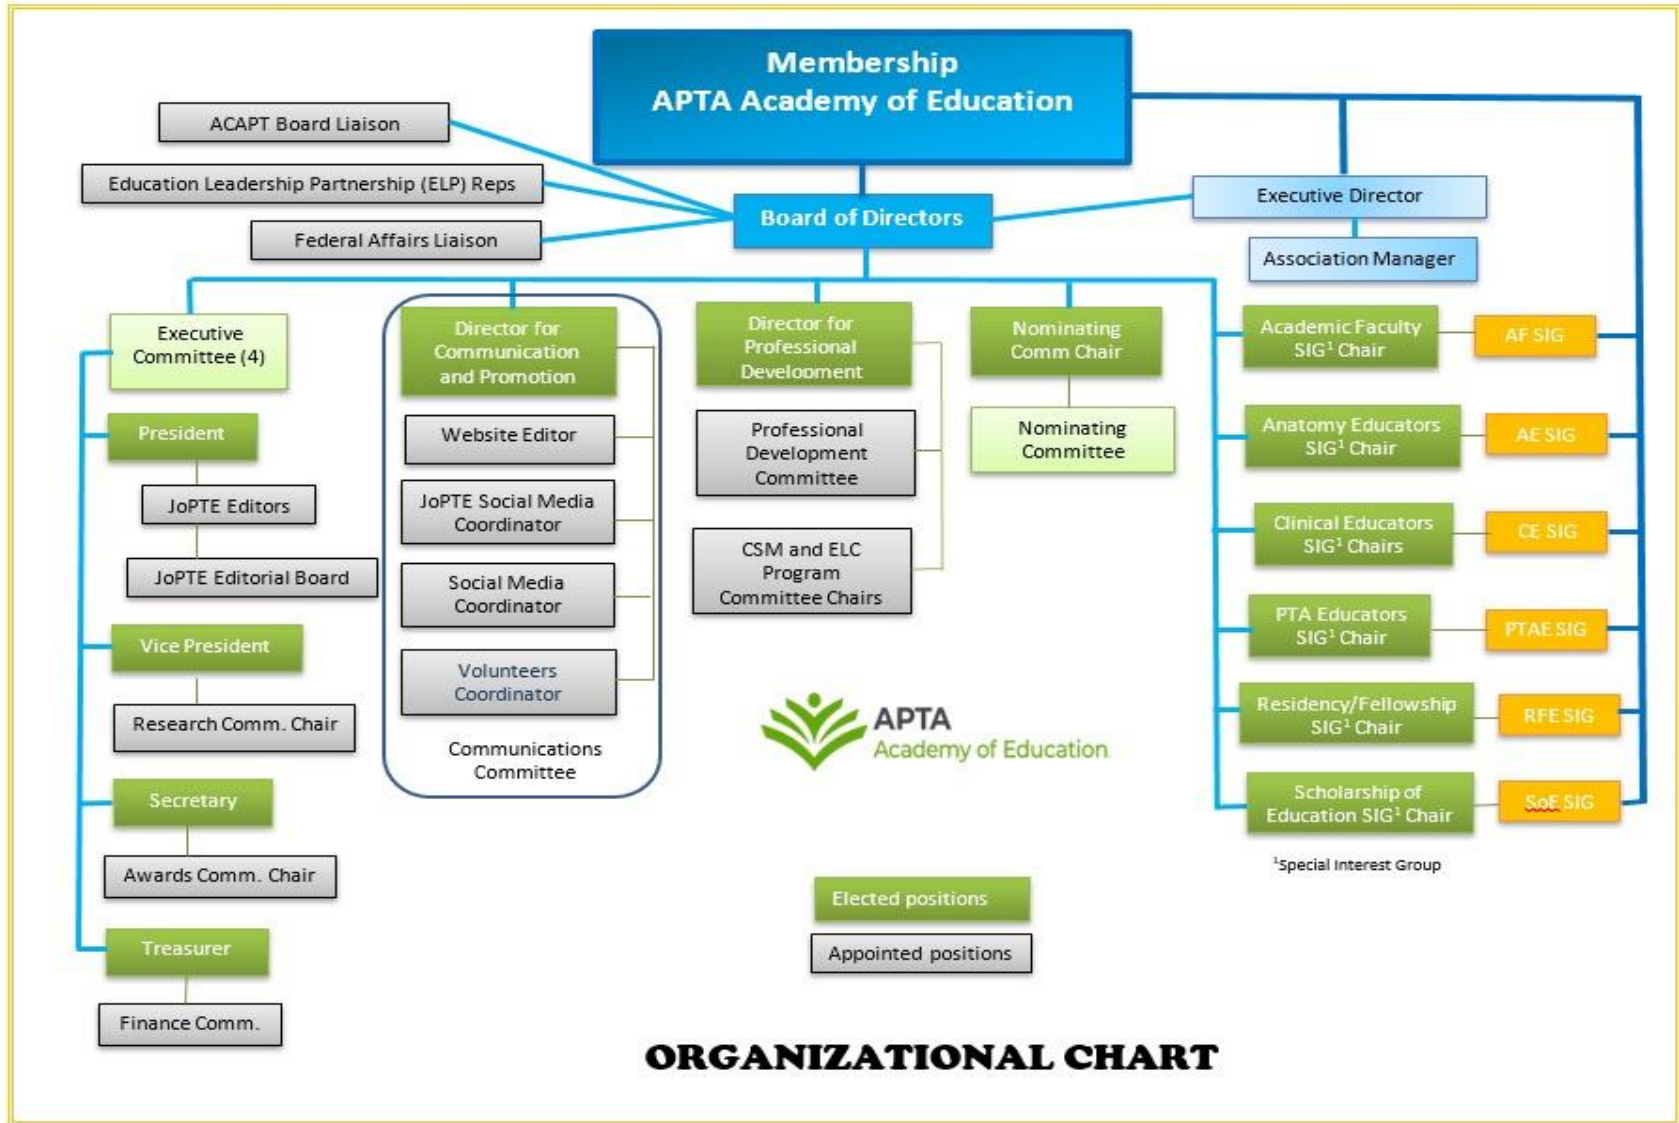 Membership
APTA Academy of Education
ACAPT Board Liaison
Education Leadership Partnership (ELP) Reps
Federal Affairs Liaison
Board of Directors
Executive Director
Association Manager
Executive
Committee (4)
President
JoPTE Editors
JoPTE Editorial Board
Vice President
Research Comm. Chair
Secretary
Awards Comm. Chair
Treasurer
Finance Comm.
Director for
Communication
and Promotion
Website Editor
JoPTE Social Media
Coordinator
Social Media
Coordinator
Volunteers
Coordinator
Communications
Committee
Director for
Professional
Development
Professional
Development
Committee
CSM and ELC
Program
Committee Chairs
Nominating
Comm Chair
Nominating
Committee
Academic Faculty
SIG¹ Chair
AF SIG
Anatomy Educators
SIG¹ Chair
AE SIG
Clinical Educators
SIG¹ Chairs
CE SIG
PTA Educators
SIG¹ Chair
PTAE SIG
Residency/Fellowship
SIG¹ Chair
RFE SIG
Scholarship of
Education SIG¹ Chair
SoE SIG
¹Special Interest Group
APTA
Academy of Education
Elected positions
Appointed positions
ORGANIZATIONAL CHART